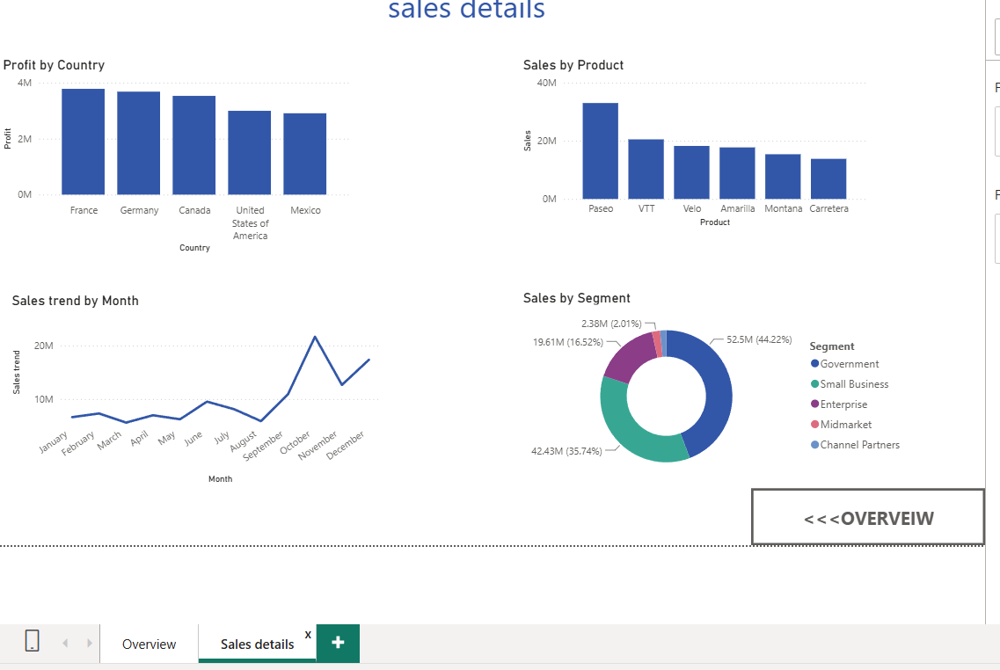 sales details
Profit by Country
4M
2M
0M
Profit
France
Germany
Canada
United
States of
America
Mexico
Country
Sales by Product
40M
20M
0M
Sales
Paseo
VTT
Velo
Amarilla
Montana
Carretera
Product
Sales trend by Month
20M
10M
Sales trend
January
February
March
April
May
June
July
August
September
October
November
December
Month
Sales by Segment
2.38M (2.01%)
19.61M (16.52%)
52.5M (44.22%)
42.43M (35.74%)
Segment
Government
Small Business
Enterprise
Midmarket
Channel Partners
<<<OVERVEIW
Overview
Sales details
x